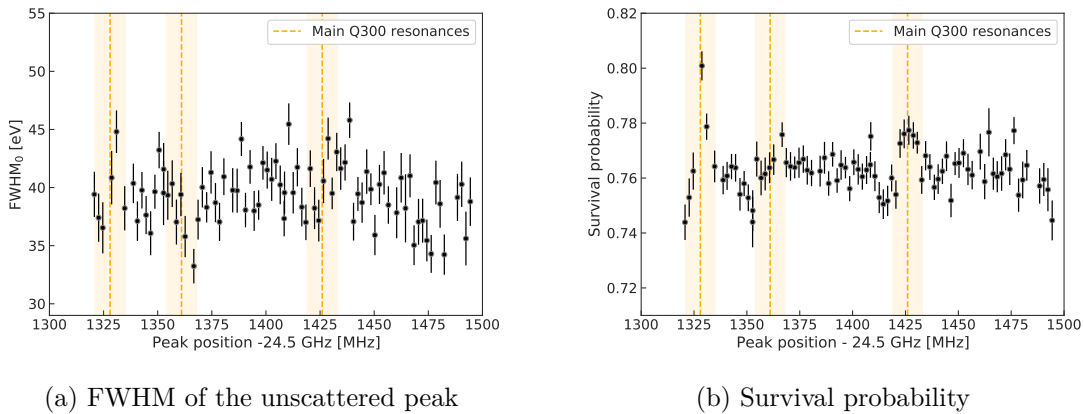 55
50
45
40
35
30
FWHM₀ [eV]
Main Q300 resonances
1300 1325 1350 1375 1400 1425 1450 1475 1500
Peak position -24.5 GHz [MHz]
(a) FWHM of the unscattered peak
0.82
0.80
0.78
0.76
0.74
0.72
Survival probability
Main Q300 resonances
1300 1325 1350 1375 1400 1425 1450 1475 1500
Peak position - 24.5 GHz [MHz]
(b) Survival probability